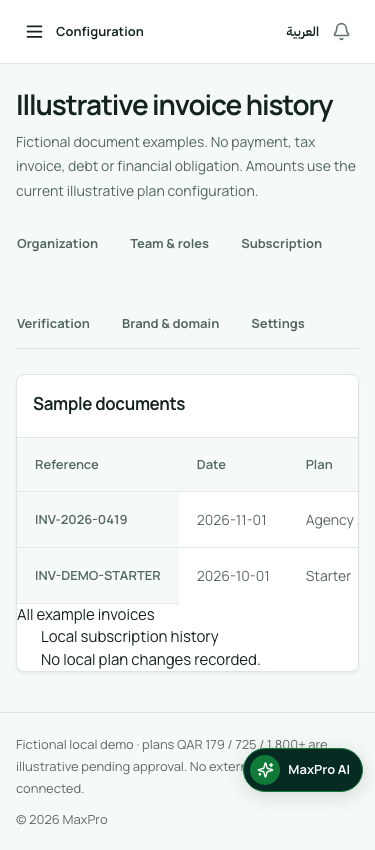 Configuration العربية
Illustrative invoice history
Fictional document examples. No payment, tax
invoice, debt or financial obligation. Amounts use the
current illustrative plan configuration.
Organization Team & roles Subscription
Verification Brand & domain Settings
Sample documents
Reference Date Plan
INV-2026-0419 2026-11-01 Agency
INV-DEMO-STARTER 2026-10-01 Starter
All example invoices
Local subscription history
No local plan changes recorded.
Fictional local demo · plans QAR 179 / 725 / 1,800+ are
illustrative pending approval. No
connected.
MaxPro AI
© 2026 MaxPro